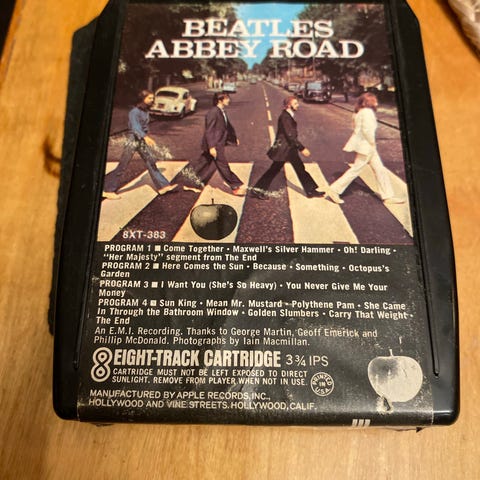 BEATLES
ABBEY ROAD
8XT-383
PROGRAM 1 ■ Come Together • Maxwell's Silver Hammer • Oh! Darling •
"Her Majesty" segment from The End
PROGRAM 2 ■ Here Comes the Sun • Because • Something • Octopus's
Garden
PROGRAM 3 ■ I Want You (She's So Heavy) • You Never Give Me Your
Money
PROGRAM 4 ■ Sun King • Mean Mr. Mustard • Polythene Pam • She Came
In Through the Bathroom Window • Golden Slumbers • Carry That Weight •
The End
An E.M.I. Recording. Thanks to George Martin, Geoff Emerick and
Phillip McDonald. Photographs by Iain Macmillan.
8 EIGHT-TRACK CARTRIDGE 3¾ IPS
CARTRIDGE MUST NOT BE LEFT EXPOSED TO DIRECT
SUNLIGHT. REMOVE FROM PLAYER WHEN NOT IN USE.
PRINTED IN U.S.A.
MANUFACTURED BY APPLE RECORDS, INC.,
HOLLYWOOD AND VINE STREETS, HOLLYWOOD, CALIF.